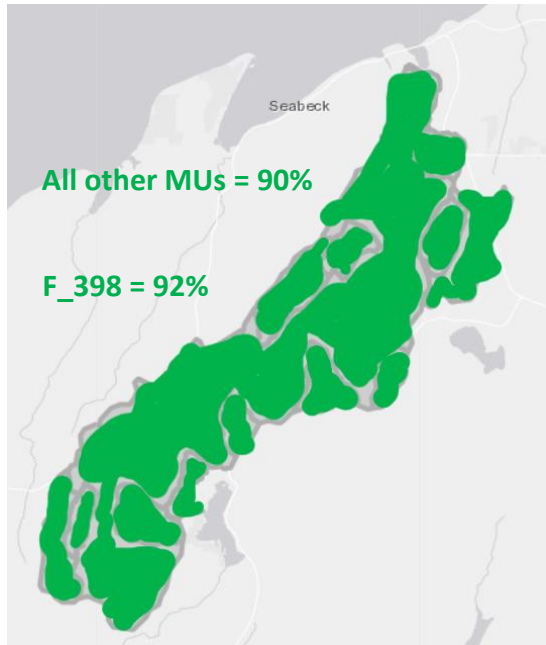 Seabeck
All other MUs = 90%
F_398 = 92%